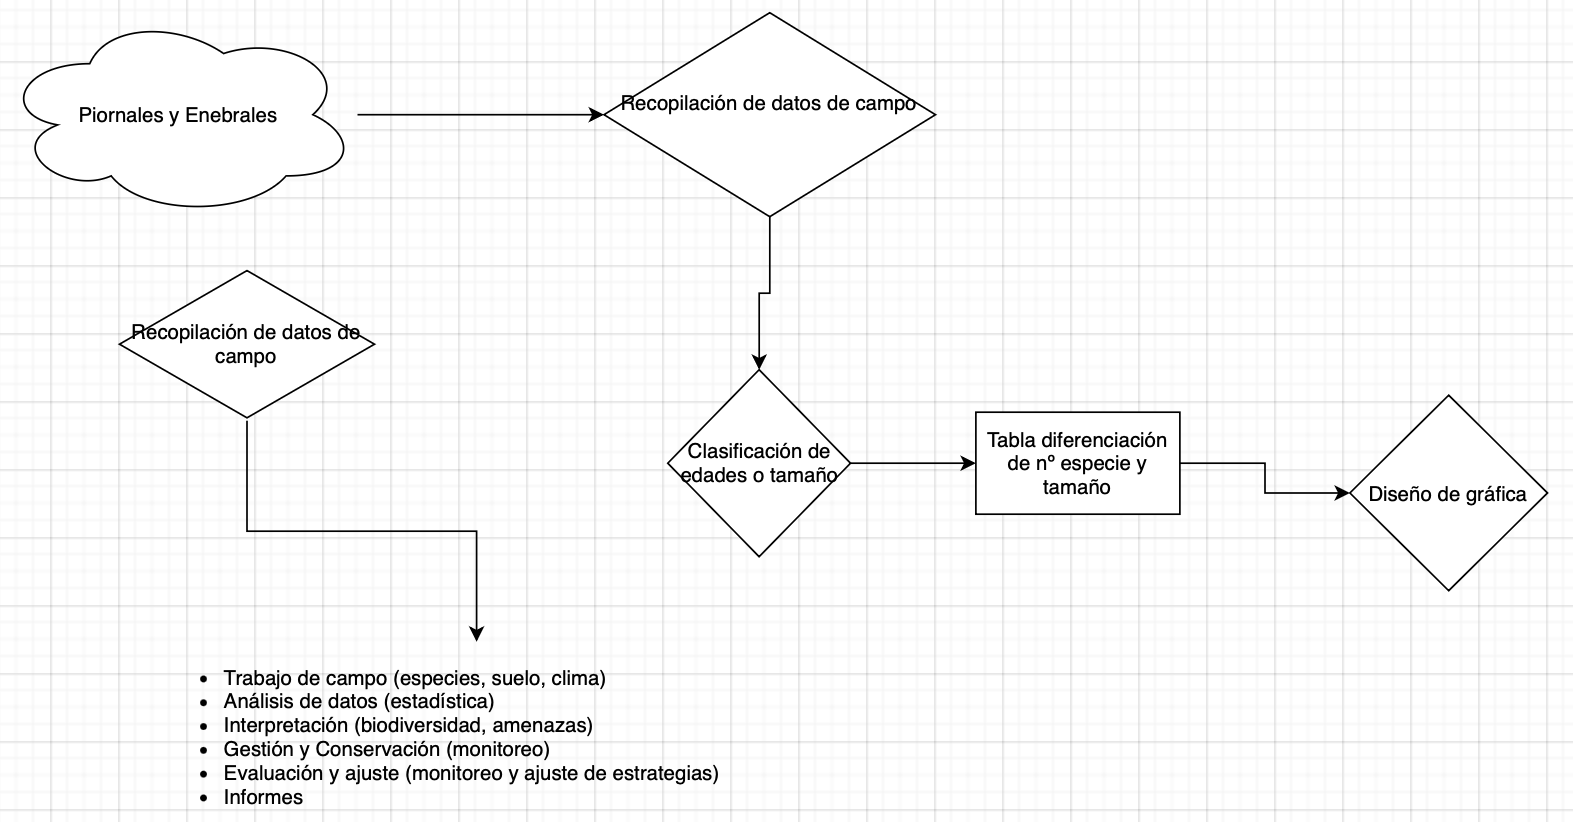 Piornales y Enebrales
Recopilación de datos de campo
Recopilación de datos de
campo
Clasificación de
edades o tamaño
Tabla diferenciación
de nº especie y
tamaño
Diseño de gráfica
• Trabajo de campo (especies, suelo, clima)
• Análisis de datos (estadística)
• Interpretación (biodiversidad, amenazas)
• Gestión y Conservación (monitoreo)
• Evaluación y ajuste (monitoreo y ajuste de estrategias)
• Informes